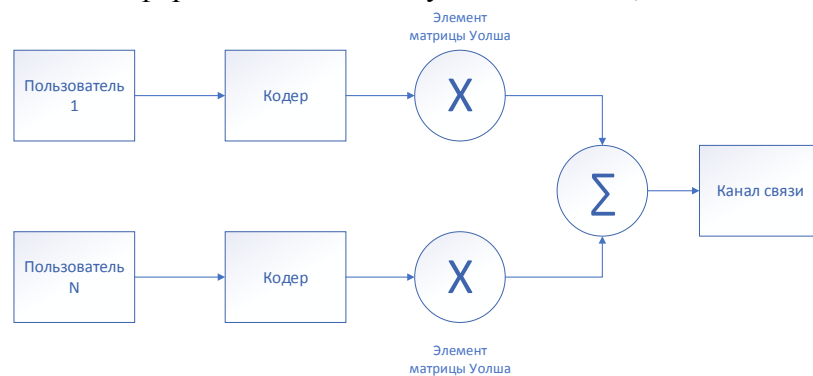 Элемент
матрицы Уолша
Пользователь
1
Кодер
X
Σ
Канал связи
Пользователь
N
Кодер
X
Элемент
матрицы Уолша